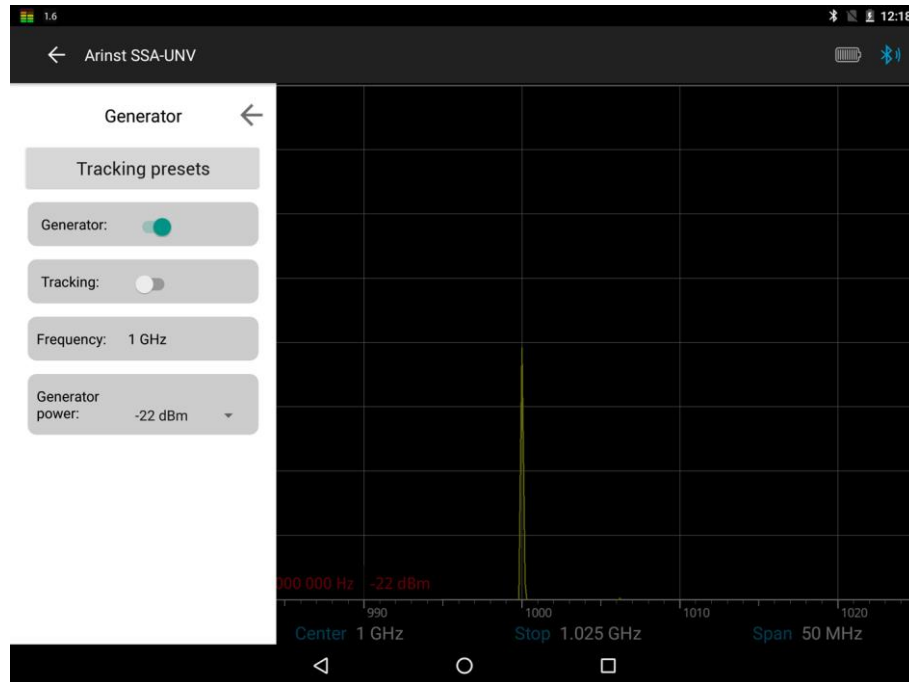 1.6
12:18
Arinst SSA-UNV
Generator
Tracking presets
Generator:
Tracking:
Frequency: 1 GHz
Generator
power: -22 dBm
000 000 Hz -22 dBm
990 1000 1010 1020
Center 1 GHz Stop 1.025 GHz Span 50 MHz